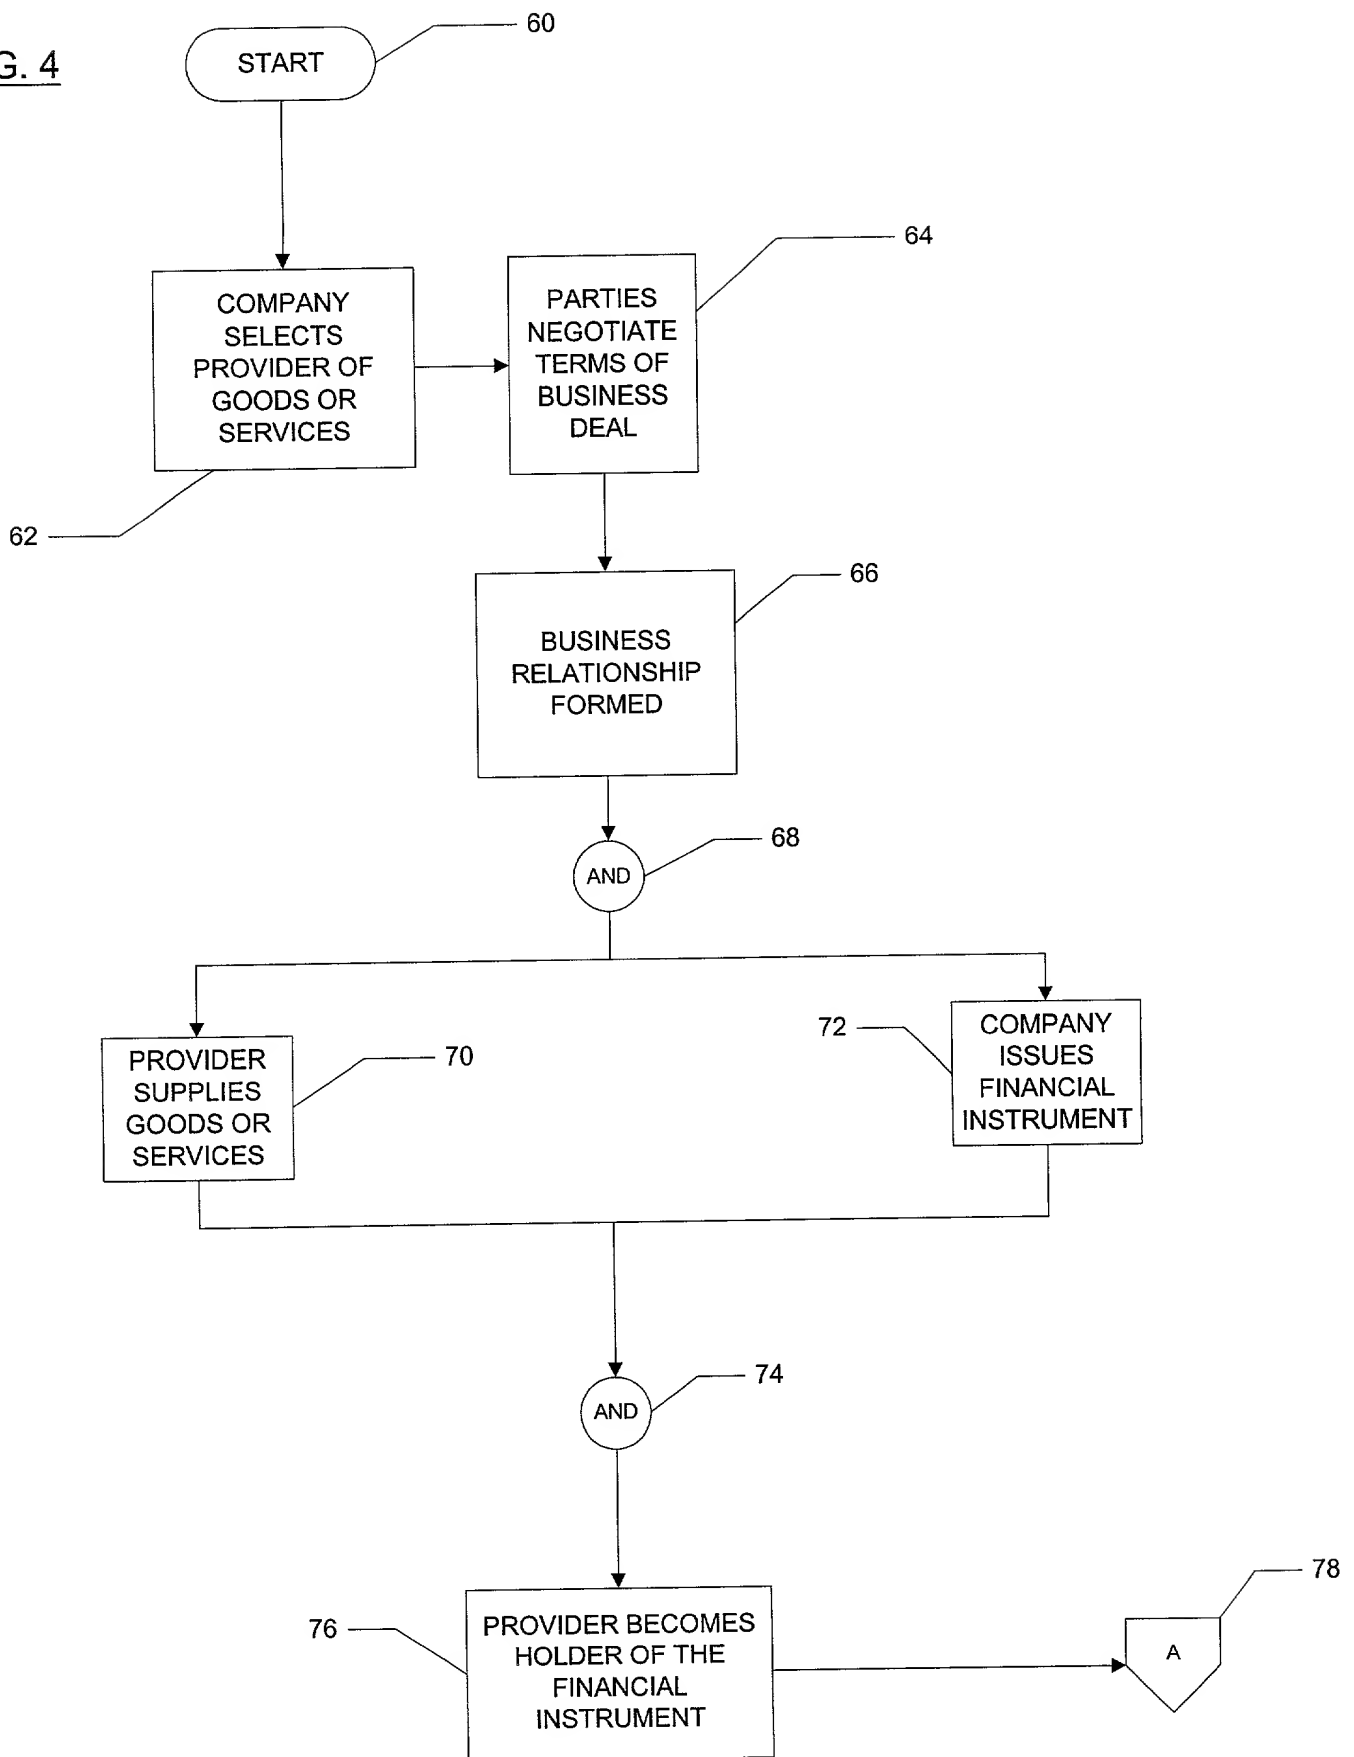 G. 4
START
60
COMPANY
SELECTS
PROVIDER OF
GOODS OR
SERVICES
62
PARTIES
NEGOTIATE
TERMS OF
BUSINESS
DEAL
64
BUSINESS
RELATIONSHIP
FORMED
66
AND
68
PROVIDER
SUPPLIES
GOODS OR
SERVICES
70
72
COMPANY
ISSUES
FINANCIAL
INSTRUMENT
AND
74
76
PROVIDER BECOMES
HOLDER OF THE
FINANCIAL
INSTRUMENT
A
78